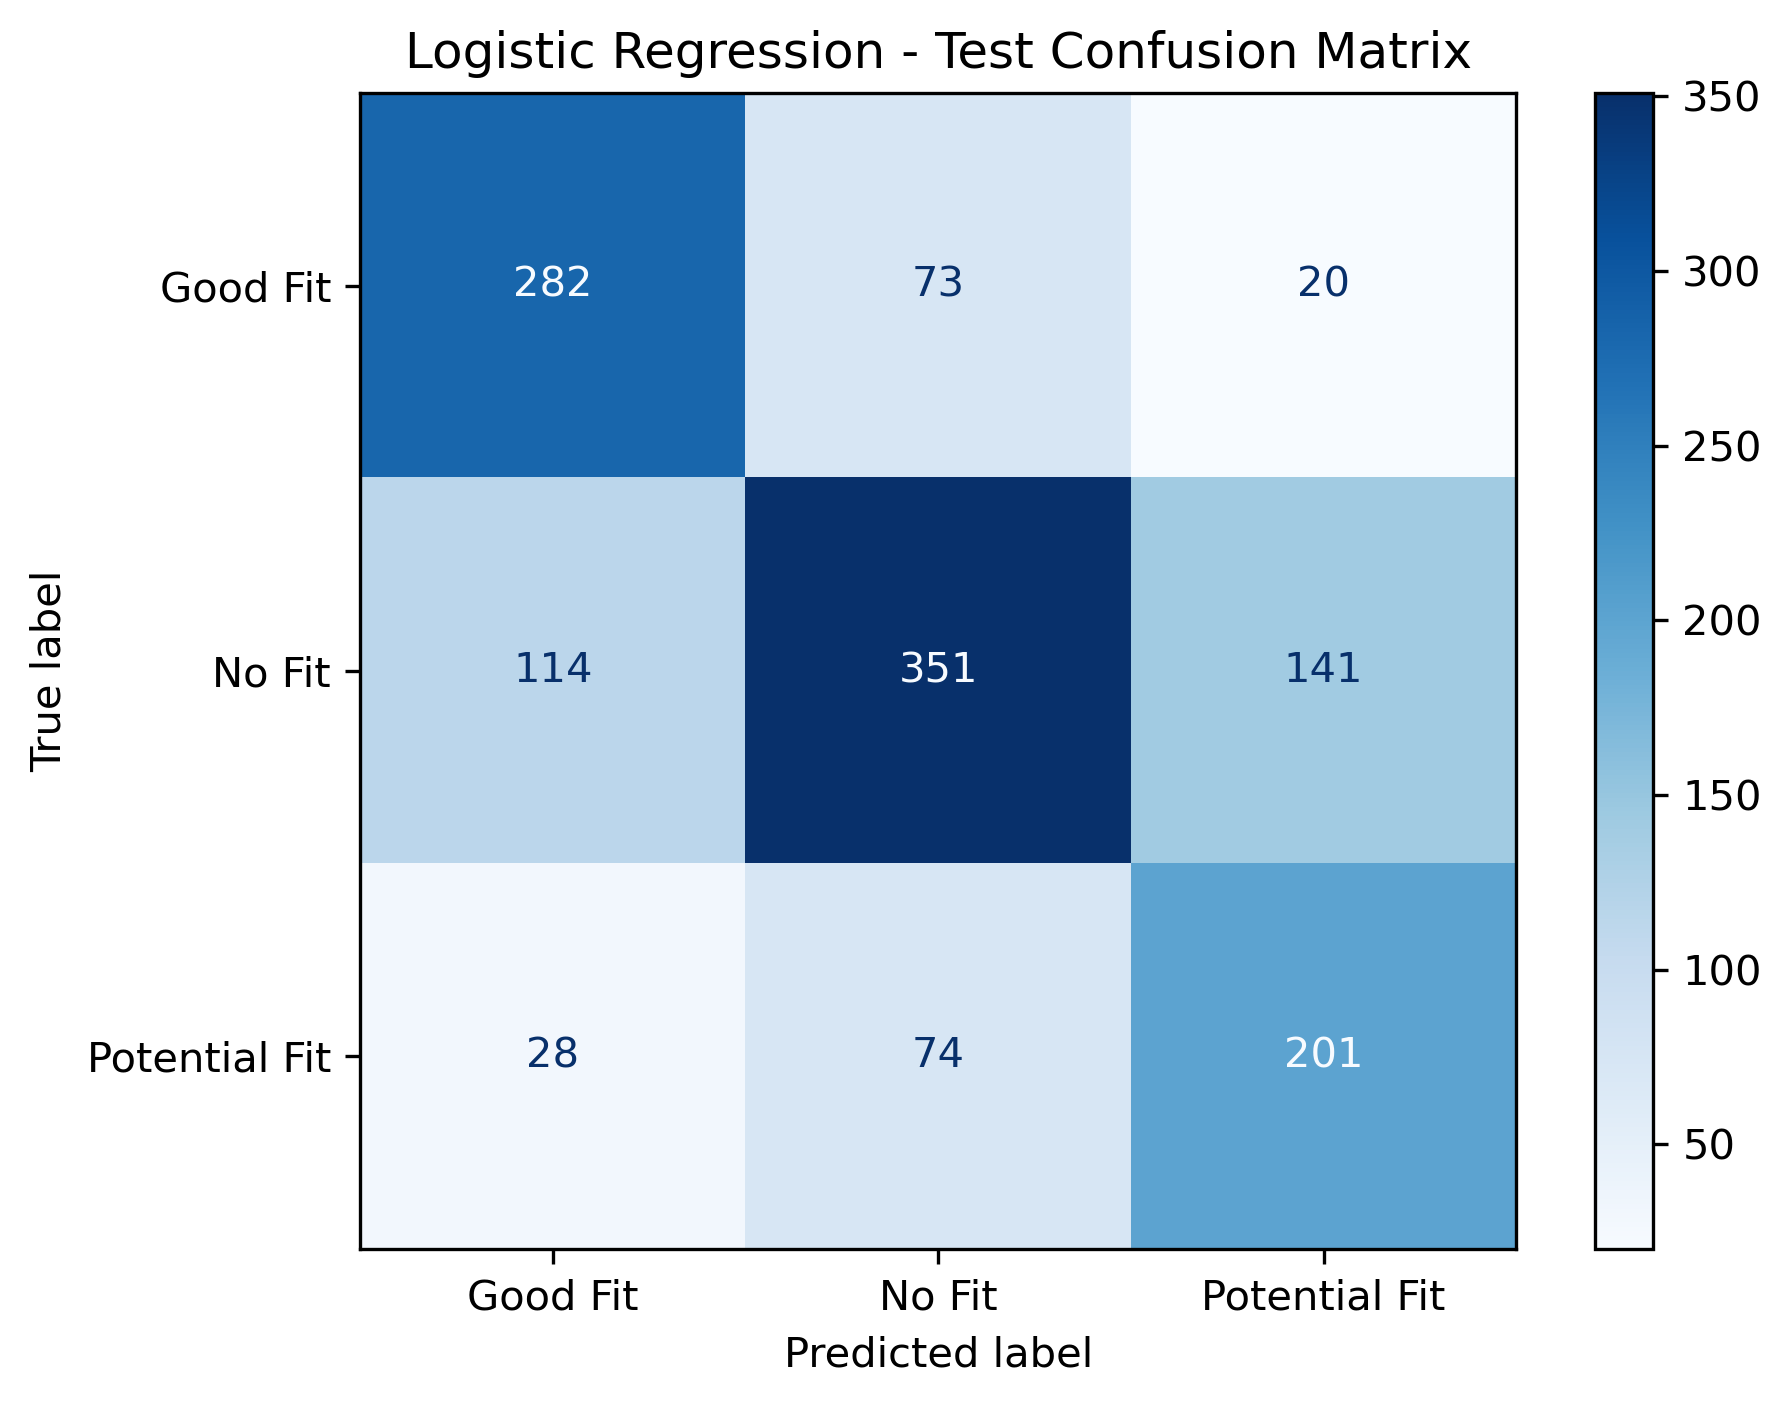 Logistic Regression - Test Confusion Matrix
350
300
250
200
150
100
50
True label
Good Fit
282
73
20
No Fit
114
351
141
Potential Fit
28
74
201
Good Fit
No Fit
Potential Fit
Predicted label